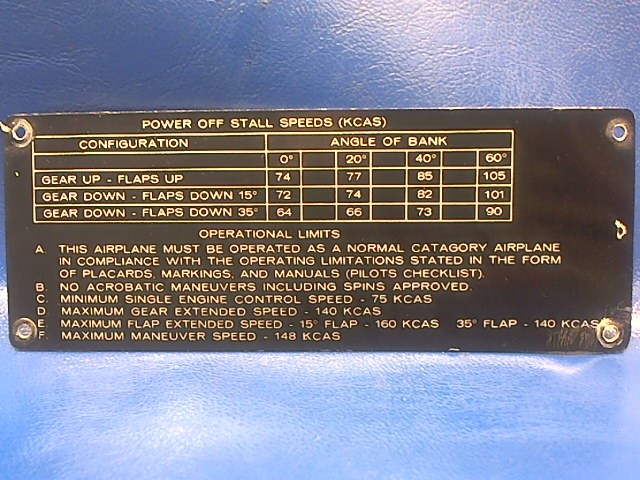 POWER OFF STALL SPEEDS (KCAS)
CONFIGURATION ANGLE OF BANK
0° 20° 40° 60°
GEAR UP - FLAPS UP 74 77 85 105
GEAR DOWN - FLAPS DOWN 15° 72 74 82 101
GEAR DOWN - FLAPS DOWN 35° 64 66 73 90
OPERATIONAL LIMITS
A. THIS AIRPLANE MUST BE OPERATED AS A NORMAL CATAGORY AIRPLANE
IN COMPLIANCE WITH THE OPERATING LIMITATIONS STATED IN THE FORM
OF PLACARDS, MARKINGS, AND MANUALS (PILOTS CHECKLIST).
B. NO ACROBATIC MANEUVERS INCLUDING SPINS APPROVED.
C. MINIMUM SINGLE ENGINE CONTROL SPEED - 75 KCAS
D. MAXIMUM GEAR EXTENDED SPEED - 140 KCAS
E. MAXIMUM FLAP EXTENDED SPEED - 15° FLAP - 160 KCAS 35° FLAP - 140 KCAS
F. MAXIMUM MANEUVER SPEED - 148 KCAS